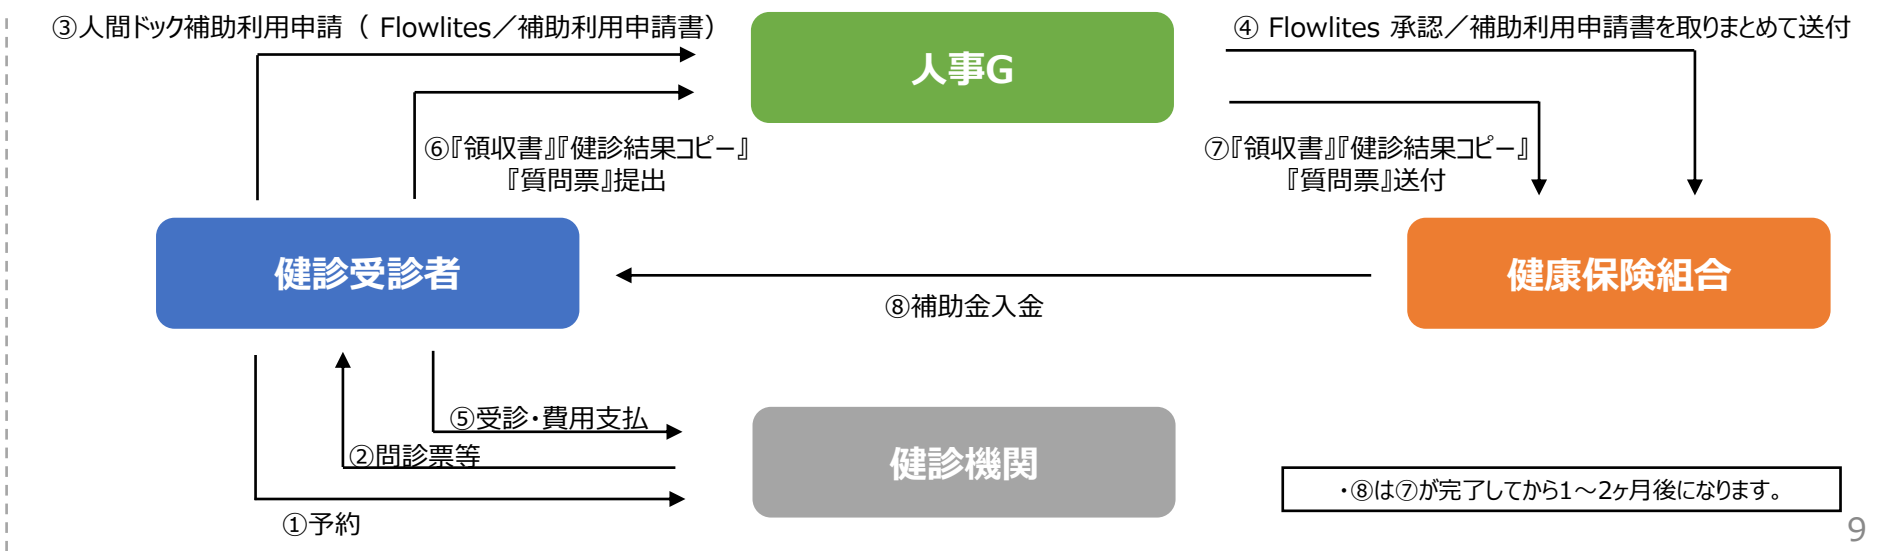 ③人間ドック補助利用申請（ Flowlites／補助利用申請書）
人事G
④ Flowlites 承認／補助利用申請書を取りまとめて送付
⑥『領収書』『健診結果コピー』
『質問票』提出
⑦『領収書』『健診結果コピー』
『質問票』送付
健診受診者
健康保険組合
⑧補助金入金
⑤受診・費用支払
②問診票等
健診機関
①予約
・⑧は⑦が完了してから1～2ヶ月後になります。
9